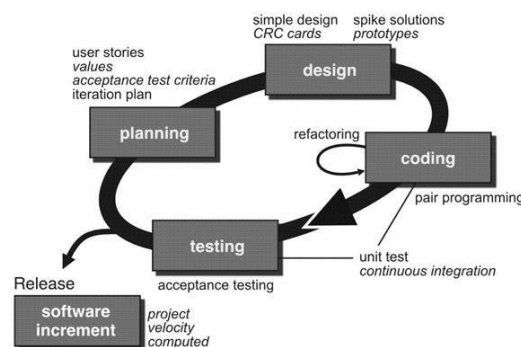 simple design
CRC cards
spike solutions
prototypes
user stories
values
acceptance test criteria
iteration plan
design
planning
refactoring
coding
pair programming
testing
unit test
continuous integration
acceptance testing
Release
software
increment
project
velocity
computed